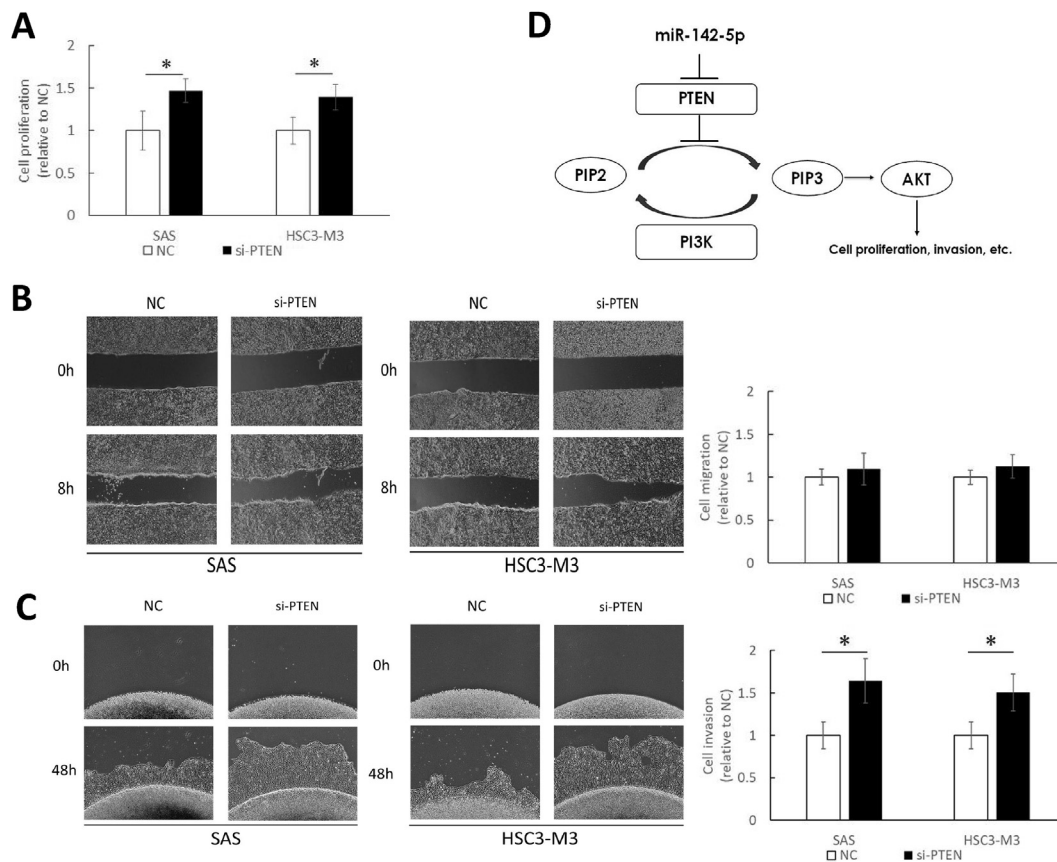 A
2
1.5
1
0.5
0
Cell proliferation
(relative to NC)
*
*
SAS
HSC3-M3
NC
si-PTEN
D
miR-142-5p
PTEN
PIP2
PIP3
AKT
PI3K
Cell proliferation, invasion, etc.
B
NC
si-PTEN
NC
si-PTEN
0h
0h
8h
8h
SAS
HSC3-M3
2
1.5
1
0.5
0
Cell migration
(relative to NC)
SAS
HSC3-M3
NC
si-PTEN
C
NC
si-PTEN
NC
si-PTEN
0h
0h
48h
48h
SAS
HSC3-M3
2
1.5
1
0.5
0
Cell invasion
(relative to NC)
*
*
SAS
HSC3-M3
NC
si-PTEN